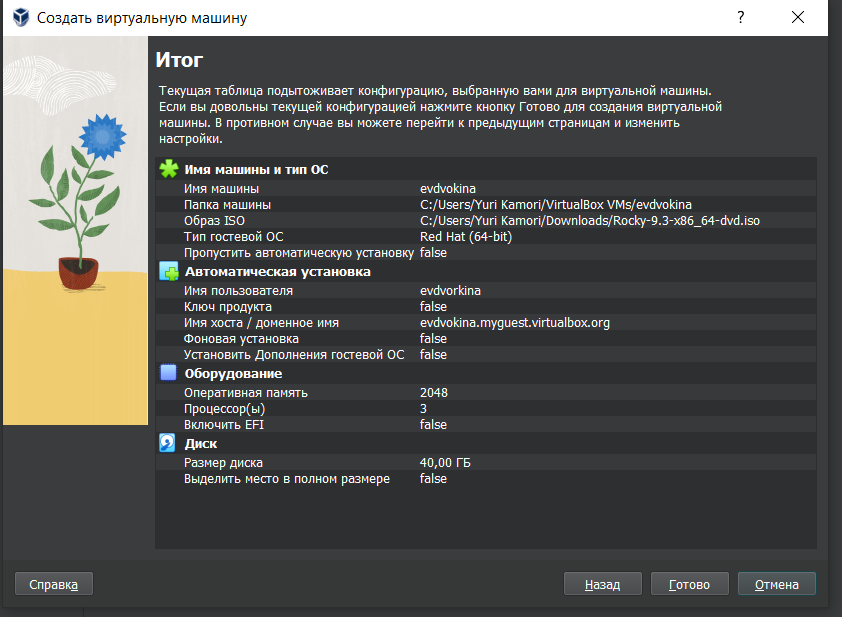 Создать виртуальную машину
?
Итог
Текущая таблица подытоживает конфигурацию, выбранную вами для виртуальной машины.
Если вы довольны текущей конфигурацией нажмите кнопку Готово для создания виртуальной
машины. В противном случае вы можете перейти к предыдущим страницам и изменить
настройки.
Имя машины и тип ОС
Имя машины evdvokina
Папка машины C:/Users/Yuri Kamori/VirtualBox VMs/evdvokina
Образ ISO C:/Users/Yuri Kamori/Downloads/Rocky-9.3-x86_64-dvd.iso
Тип гостевой ОС Red Hat (64-bit)
Пропустить автоматическую установку false
Автоматическая установка
Имя пользователя evdvorkina
Ключ продукта false
Имя хоста / доменное имя evdvokina.myguest.virtualbox.org
Фоновая установка false
Установить Дополнения гостевой ОС false
Оборудование
Оперативная память 2048
Процессор(ы) 3
Включить EFI false
Диск
Размер диска 40,00 ГБ
Выделить место в полном размере false
Справка Назад Готово Отмена